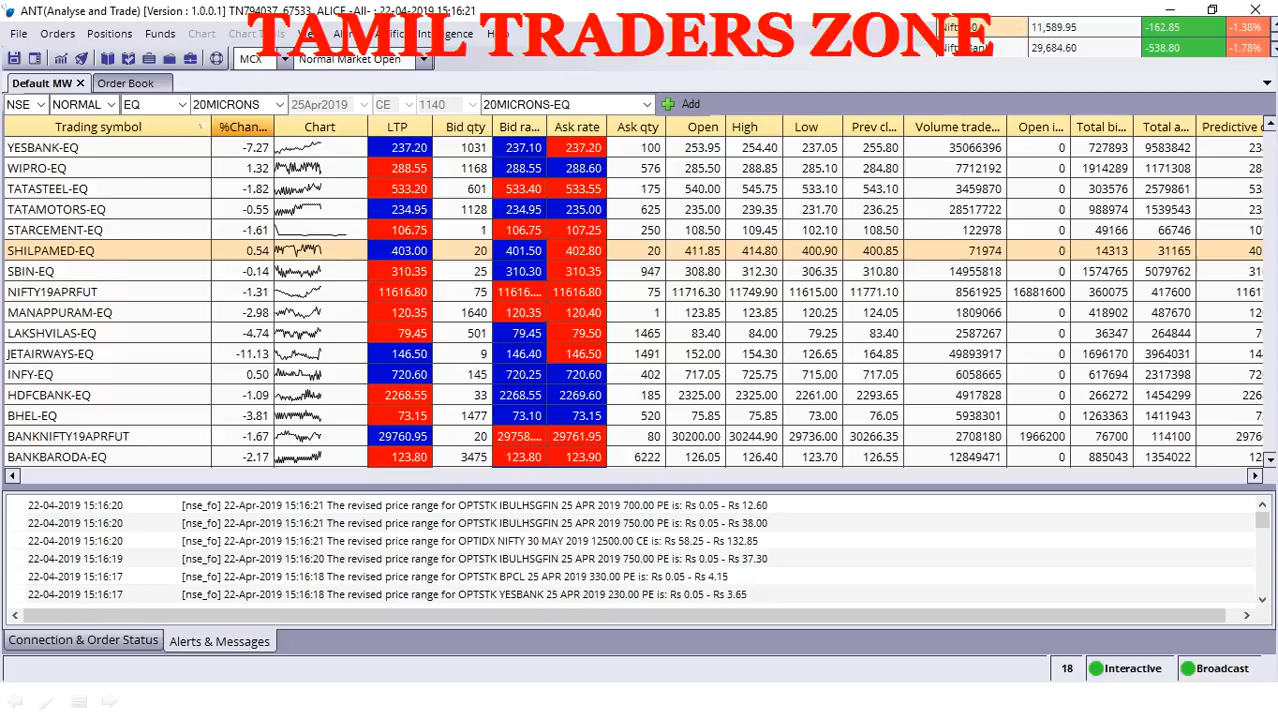 ANT(Analyse and Trade) [Version : 1.0.0.1] TN794037_67533_ALICE -All- : 22-04-2019 15:16:21
TAMIL TRADERS ZONE
11,589.95 -162.85 -1.38%
File Orders Positions Funds Chart
29,684.60 -538.80 -1.78%
MCX Normal Market Open
Default MW Order Book
NSE NORMAL EQ 20MICRONS 25Apr2019 CE 1140 20MICRONS-EQ Add
Trading symbol %Chan... Chart LTP Bid qty Bid ra... Ask rate Ask qty Open High Low Prev cl... Volume trade... Open i... Total bi... Total a... Predictive
YESBANK-EQ -7.27 237.20 1031 237.10 237.20 100 253.95 254.40 237.05 255.80 35066396 0 727893 9583842 23
WIPRO-EQ 1.32 288.55 1168 288.55 288.60 576 285.50 288.85 285.10 284.80 7712192 0 1914289 1171308 28
TATASTEEL-EQ -1.82 533.20 601 533.40 533.55 175 540.00 545.75 533.10 543.10 3459870 0 303576 2579861 53
TATAMOTORS-EQ -0.55 234.95 1128 234.95 235.00 625 235.00 239.35 231.70 236.25 28517722 0 988974 1539543 23
STARCEMENT-EQ -1.61 106.75 1 106.75 107.25 250 108.50 109.45 102.10 108.50 122978 0 49166 66746 10
SHILPAMED-EQ 0.54 403.00 20 401.50 402.80 20 411.85 414.80 400.90 400.85 71974 0 14313 31165 40
SBIN-EQ -0.14 310.35 25 310.30 310.35 947 308.80 312.30 306.35 310.80 14955818 0 1574765 5079762 31
NIFTY19APRFUT -1.31 11616.80 75 11616.... 11616.80 75 11716.30 11749.90 11615.00 11771.10 8561925 16881600 360075 417600 1161
MANAPPURAM-EQ -2.98 120.35 1640 120.35 120.40 1 123.85 123.85 120.25 124.05 1809066 0 418902 487670 12
LAKSHVILAS-EQ -4.74 79.45 501 79.45 79.50 1465 83.40 84.00 79.25 83.40 2587267 0 36347 264844 7
JETAIRWAYS-EQ -11.13 146.50 9 146.40 146.50 1491 152.00 154.30 126.65 164.85 49893917 0 1696170 3964031 14
INFY-EQ 0.50 720.60 145 720.25 720.60 402 717.05 725.75 715.00 717.05 6058665 0 617694 2317398 72
HDFCBANK-EQ -1.09 2268.55 33 2268.55 2269.60 185 2325.00 2325.00 2261.00 2293.65 4917828 0 266272 1454299 226
BHEL-EQ -3.81 73.15 1477 73.10 73.15 520 75.85 75.85 73.00 76.05 5938301 0 1265363 1411943 7
BANKNIFTY19APRFUT -1.67 29760.95 20 29758.... 29761.95 80 30200.00 30244.90 29736.00 30266.35 2708180 1966200 76700 114100 2976
BANKBARODA-EQ -2.17 123.80 3475 123.80 123.90 6222 126.05 126.40 123.70 126.55 12849471 0 885043 1354022 12
22-04-2019 15:16:20 [nse_fo] 22-Apr-2019 15:16:21 The revised price range for OPTSTK IBULHSGFIN 25 APR 2019 700.00 PE is: Rs 0.05 - Rs 12.60
22-04-2019 15:16:20 [nse_fo] 22-Apr-2019 15:16:21 The revised price range for OPTSTK IBULHSGFIN 25 APR 2019 750.00 PE is: Rs 0.05 - Rs 38.00
22-04-2019 15:16:20 [nse_fo] 22-Apr-2019 15:16:21 The revised price range for OPTIDX NIFTY 30 MAY 2019 12500.00 CE is: Rs 58.25 - Rs 132.85
22-04-2019 15:16:19 [nse_fo] 22-Apr-2019 15:16:20 The revised price range for OPTSTK IBULHSGFIN 25 APR 2019 750.00 PE is: Rs 0.05 - Rs 37.30
22-04-2019 15:16:17 [nse_fo] 22-Apr-2019 15:16:18 The revised price range for OPTSTK BPCL 25 APR 2019 330.00 PE is: Rs 0.05 - Rs 4.15
22-04-2019 15:16:17 [nse_fo] 22-Apr-2019 15:16:18 The revised price range for OPTSTK YESBANK 25 APR 2019 230.00 PE is: Rs 0.05 - Rs 3.65
Connection & Order Status Alerts & Messages
18 Interactive Broadcast